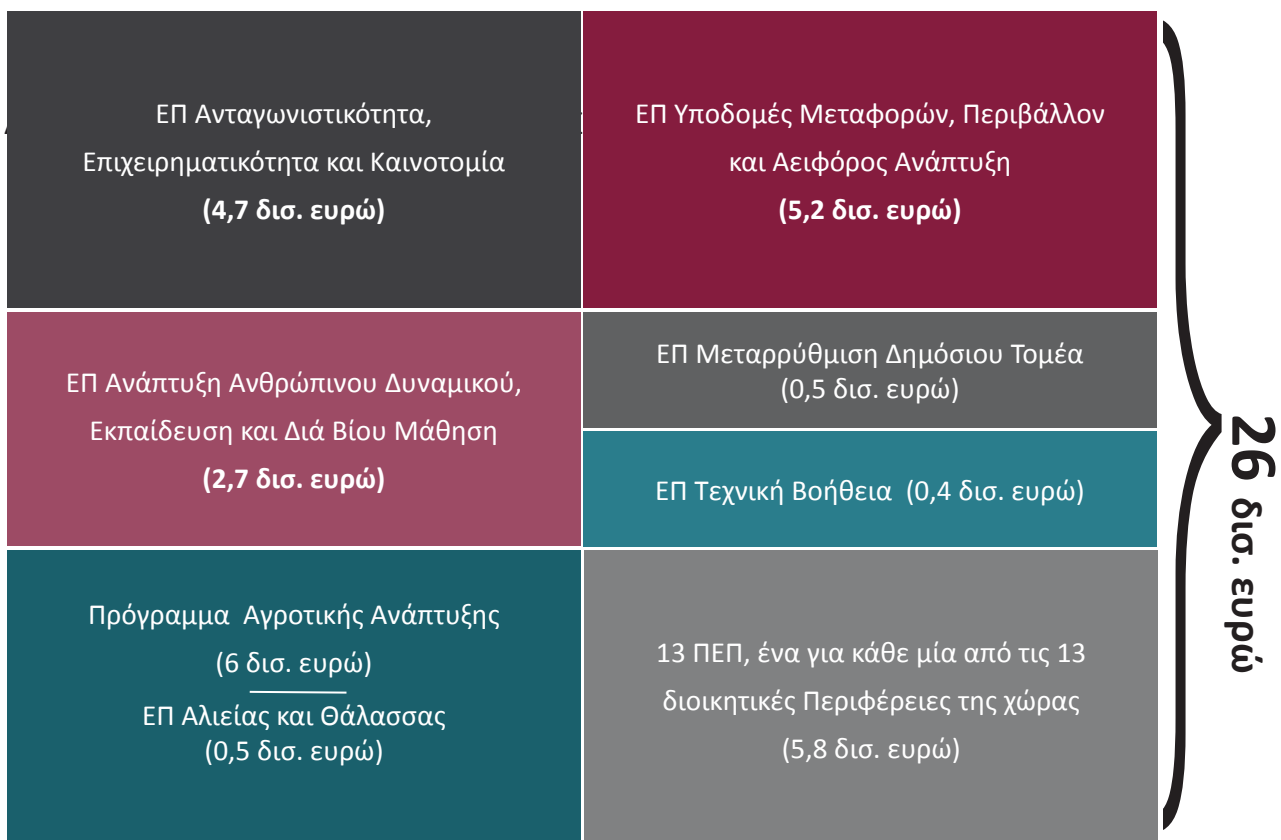 ΕΠ Ανταγωνιστικότητα,
Επιχειρηματικότητα και Καινοτομία
(4,7 δισ. ευρώ)
ΕΠ Υποδομές Μεταφορών, Περιβάλλον
και Αειφόρος Ανάπτυξη
(5,2 δισ. ευρώ)
ΕΠ Ανάπτυξη Ανθρώπινου Δυναμικού,
Εκπαίδευση και Διά Βίου Μάθηση
(2,7 δισ. ευρώ)
ΕΠ Μεταρρύθμιση Δημόσιου Τομέα
(0,5 δισ. ευρώ)
ΕΠ Τεχνική Βοήθεια (0,4 δισ. ευρώ)
Πρόγραμμα Αγροτικής Ανάπτυξης
(6 δισ. ευρώ)
ΕΠ Αλιείας και Θάλασσας
(0,5 δισ. ευρώ)
13 ΠΕΠ, ένα για κάθε μία από τις 13
διοικητικές Περιφέρειες της χώρας
(5,8 δισ. ευρώ)
26 δισ. ευρώ